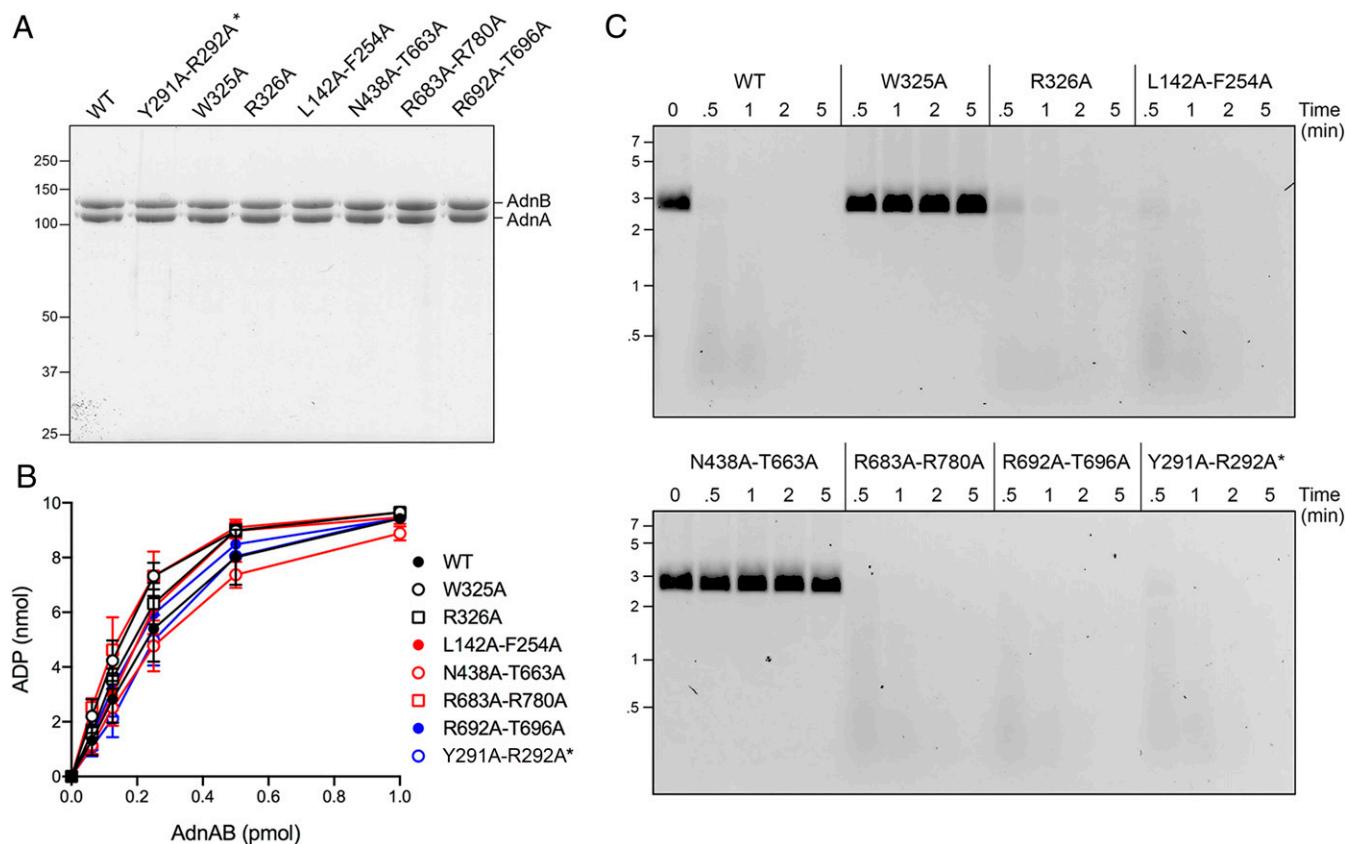 A
WT Y291A-R292A* W325A R326A L142A-F254A N438A-T663A R683A-R780A R692A-T696A
250
150
100
50
37
25
AdnB
AdnA
B
ADP (nmol)
10
8
6
4
2
0
0.0 0.2 0.4 0.6 0.8 1.0
AdnAB (pmol)
WT
W325A
R326A
L142A-F254A
N438A-T663A
R683A-R780A
R692A-T696A
Y291A-R292A*
C
WT W325A R326A L142A-F254A
0 .5 1 2 5 .5 1 2 5 .5 1 2 5 .5 1 2 5 Time
(min)
7
5
3
2
1
.5
N438A-T663A R683A-R780A R692A-T696A Y291A-R292A*
0 .5 1 2 5 .5 1 2 5 .5 1 2 5 .5 1 2 5 Time
(min)
7
5
3
2
1
.5